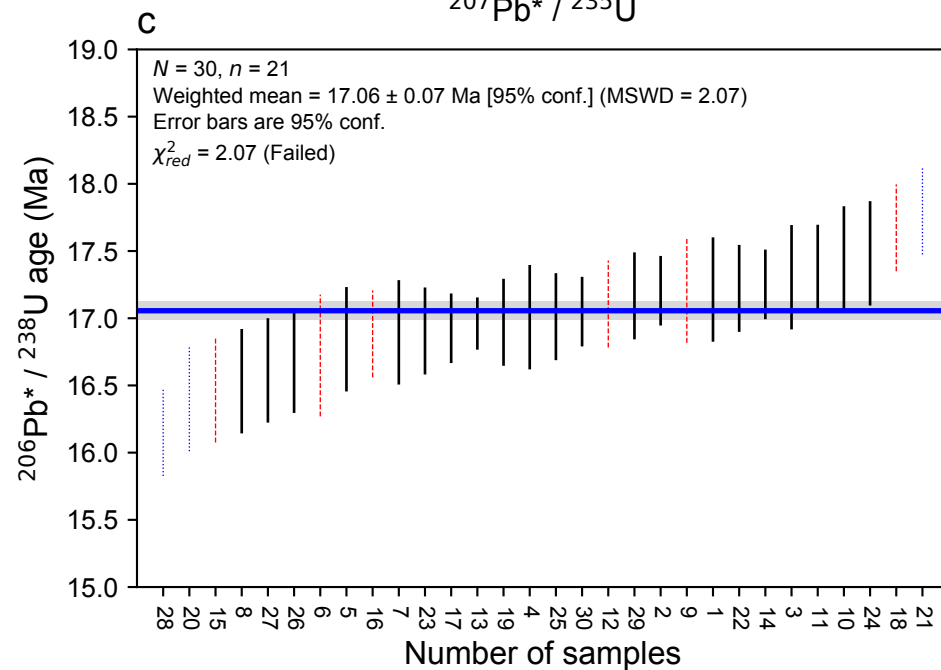 ²⁰⁷Pb* / ²³⁵U
c
N = 30, n = 21
Weighted mean = 17.06 ± 0.07 Ma [95% conf.] (MSWD = 2.07)
Error bars are 95% conf.
χ²red = 2.07 (Failed)
²⁰⁶Pb* / ²³⁸U age (Ma)
19.0
18.5
18.0
17.5
17.0
16.5
16.0
15.5
15.0
28 20 15 8 27 26 6 5 16 7 23 17 13 19 4 25 30 12 29 2 9 1 22 14 3 11 10 24 18 21
Number of samples